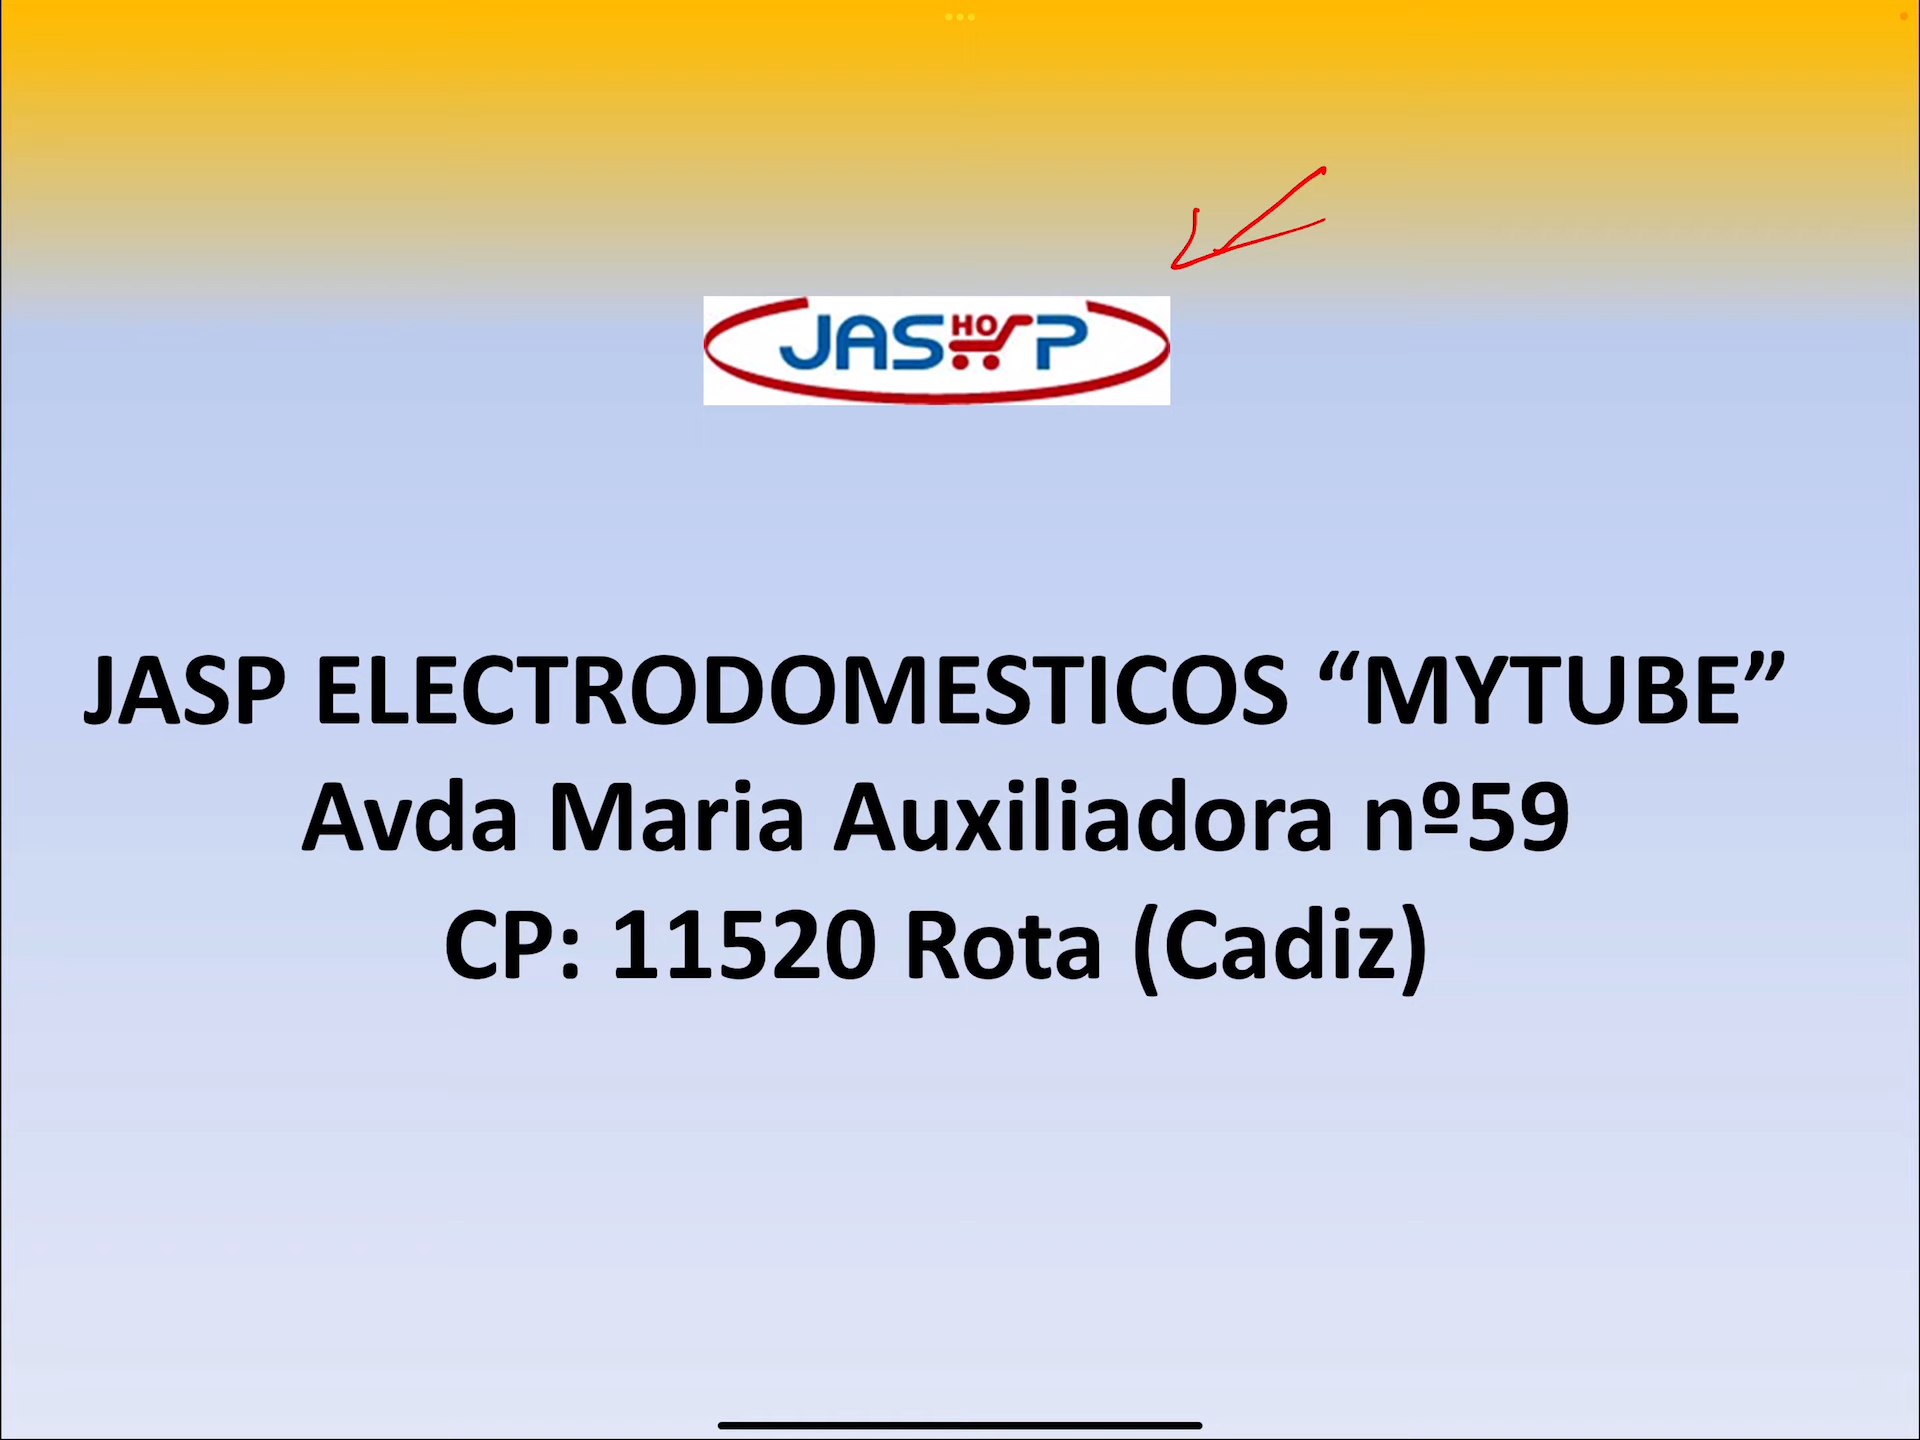 JASHOP
JASP ELECTRODOMESTICOS “MYTUBE”
Avda Maria Auxiliadora nº59
CP: 11520 Rota (Cadiz)